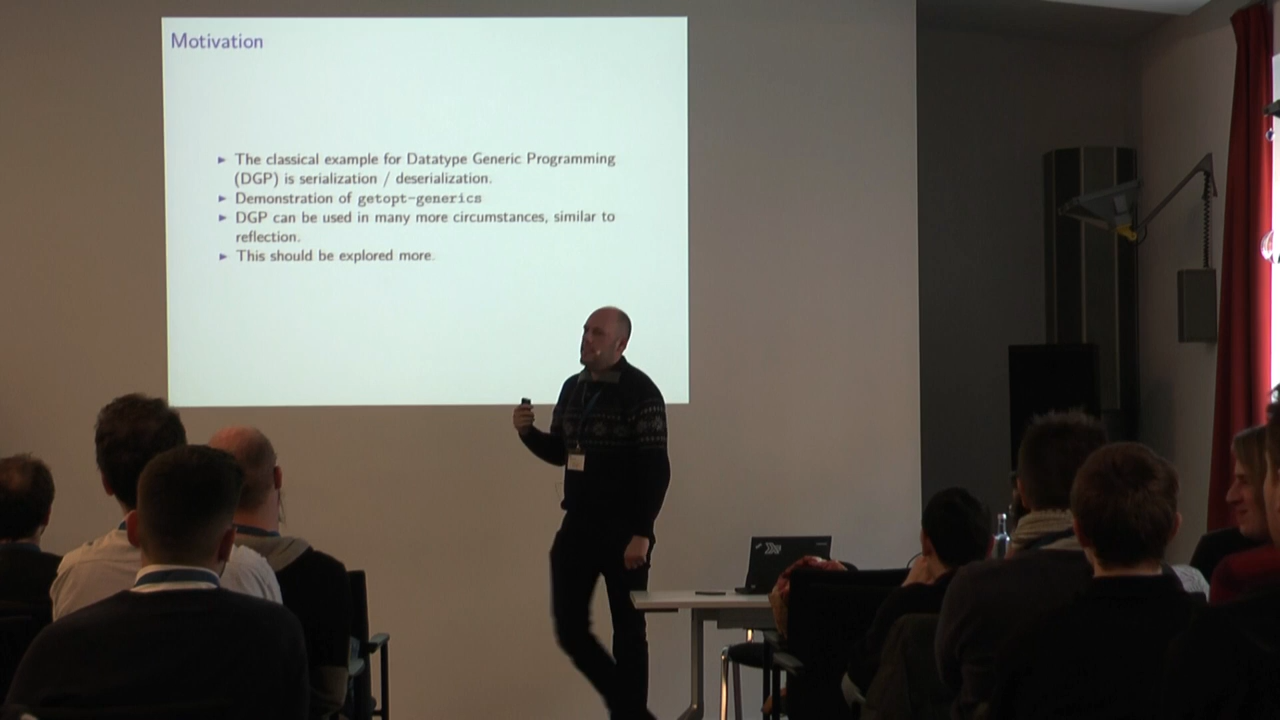 Motivation
► The classical example for Datatype Generic Programming
(DGP) is serialization / deserialization.
► Demonstration of getopt-generics
► DGP can be used in many more circumstances, similar to
reflection.
► This should be explored more.